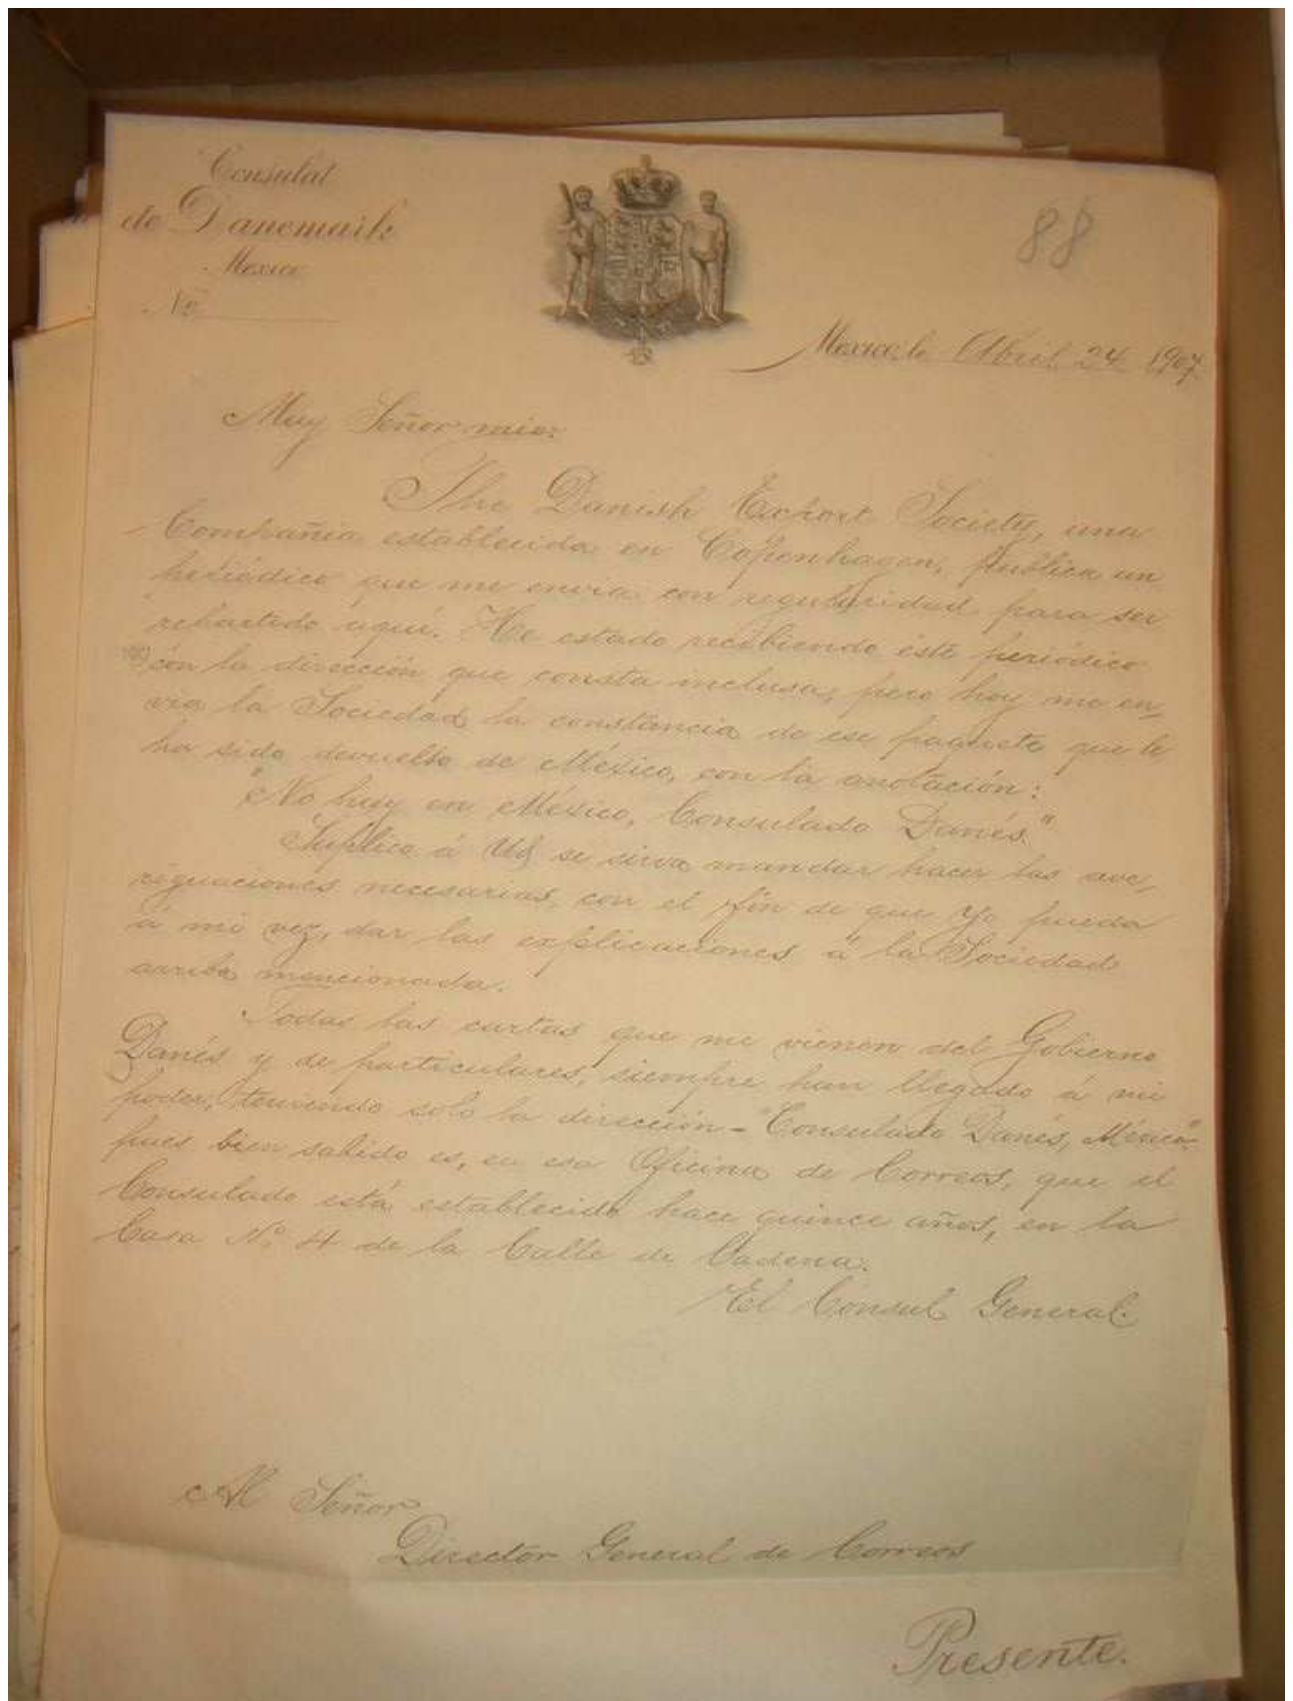 Consulat
de Danemark
Mexico
88
No
Mexico, le Abril 24 1907
Muy Señor mio:
The Danish Export Society, una
Compañia establecida en Copenhagen, publica un
periódico que me envia con regularidad para ser
repartido aquí. He estado recibiendo éste periódico
con la dirección que consta inclusa, pero hoy me en-
via la Sociedad la constancia de ese paquete que le
ha sido devuelto de México, con la anotación:
"No hay en México, Consulado Danés."
Suplico á Ud se sirva mandar hacer las ave-
riguaciones necesarias, con el fin de que yo pueda
á mi vez, dar las explicaciones á la Sociedad
arriba mencionada.
Todas las cartas que me vienen del Gobierno
Danés y de particulares, siempre han llegado á mi
poder, teniendo solo la dirección - "Consulado Danés, México"
pues bien sabido es, en esa Oficina de Correos, que el
Consulado está establecido hace quince años, en la
Casa No. 4 de la Calle de Cadena.
El Consul General.
Al Señor
Director General de Correos
Presente.